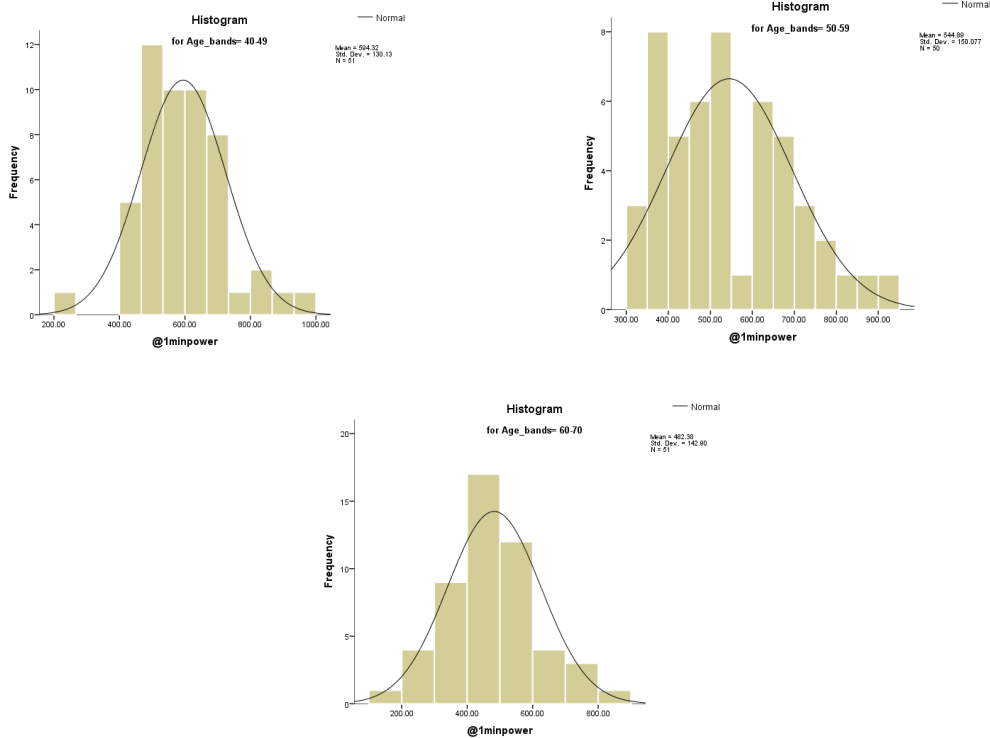 Histogram
Normal
for Age_bands= 40-49
Mean = 594.32
Std. Dev. = 130.13
N = 51
12
10
8
6
4
2
0
Frequency
200.00 400.00 600.00 800.00 1000.00
@1minpower
Histogram
Normal
for Age_bands= 50-59
Mean = 544.89
Std. Dev. = 150.077
N = 50
8
6
4
2
0
Frequency
300.00 400.00 500.00 600.00 700.00 800.00 900.00
@1minpower
Histogram
Normal
for Age_bands= 60-70
Mean = 482.38
Std. Dev. = 142.90
N = 51
20
15
10
5
0
Frequency
200.00 400.00 600.00 800.00
@1minpower